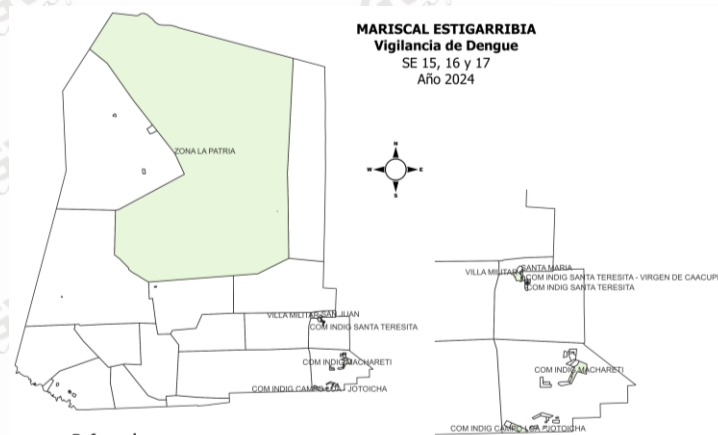 MARISCAL ESTIGARRIBIA
Vigilancia de Dengue
SE 15, 16 y 17
Año 2024
N
W
E
S
ZONA LA PATRIA
VILLA MILITAR
SAN JUAN
COM INDIG SANTA TERESITA
COM INDIG MACHARETI
COM INDIG CAMPO LOA - JOTOICHA
VILLA MILITAR
SANTA MARIA
COM INDIG SANTA TERESITA - VIRGEN DE CAACUPE
COM INDIG SANTA TERESITA
COM INDIG MACHARETI
COM INDIG CAMPO LOA - JOTOICHA